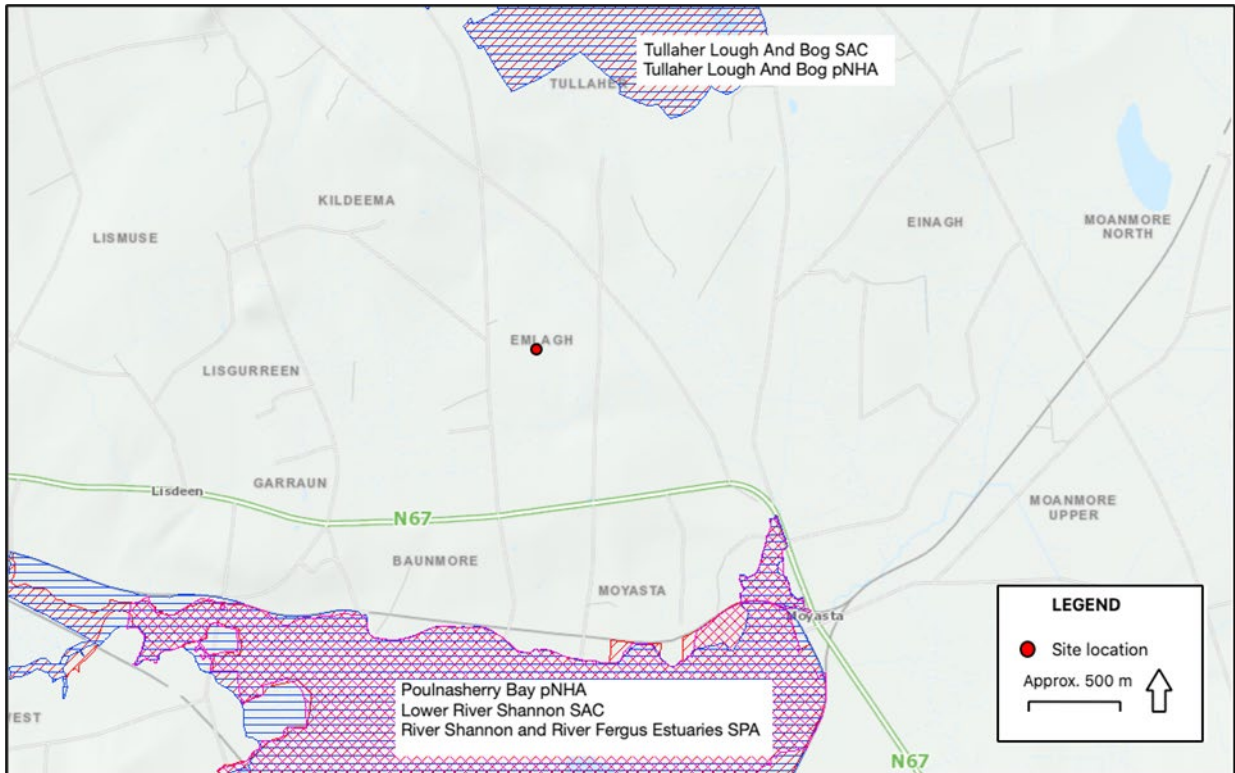 Tullaher Lough And Bog SAC
Tullaher Lough And Bog pNHA
TULLAHER
KILDEEMA
LISMUSE
EINAGH
MOANMORE
NORTH
EMLAGH
LISGURREEN
GARRAUN
Lisdeen
N67
MOANMORE
UPPER
BAUNMORE
MOYASTA
Moyasta
LEGEND
Site location
Approx. 500 m
Poulnasherry Bay pNHA
Lower River Shannon SAC
River Shannon and River Fergus Estuaries SPA
WEST
N67